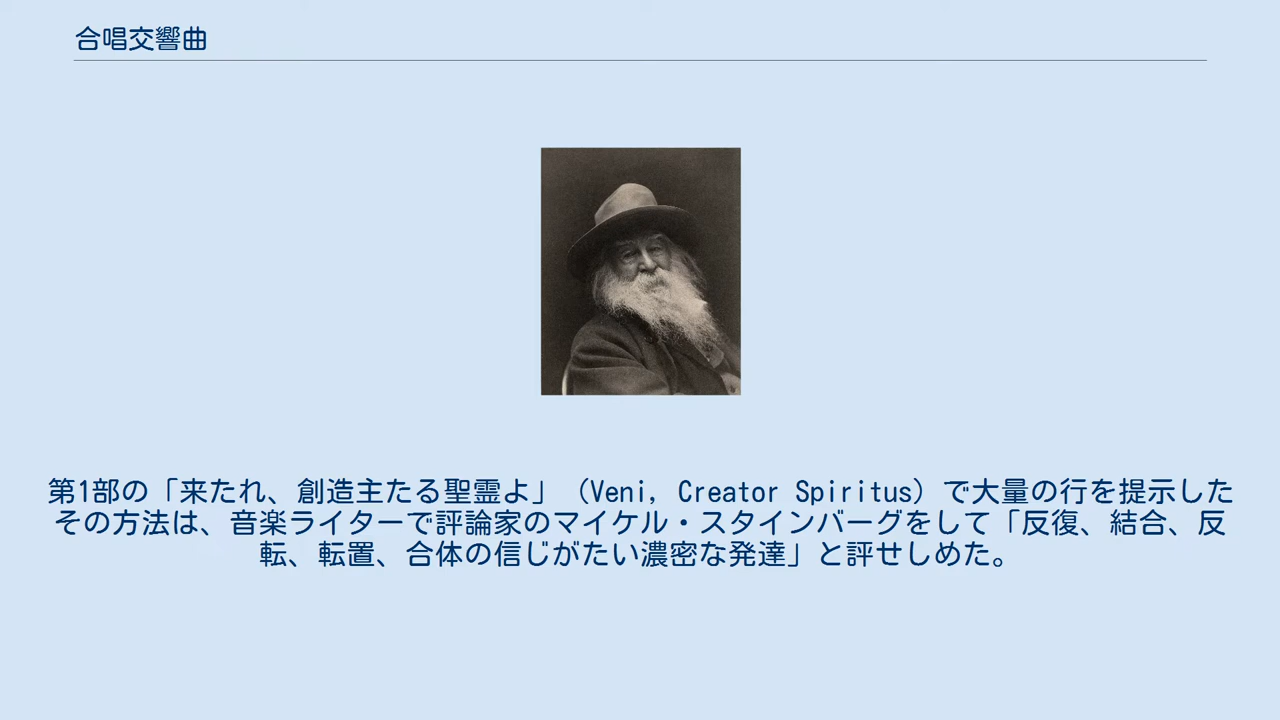 合唱交響曲
第1部の「来たれ、創造主たる聖霊よ」（Veni, Creator Spiritus）で大量の行を提示した
その方法は、音楽ライターで評論家のマイケル・スタインバーグをして「反復、結合、反
転、転置、合体の信じがたい濃密な発達」と評せしめた。